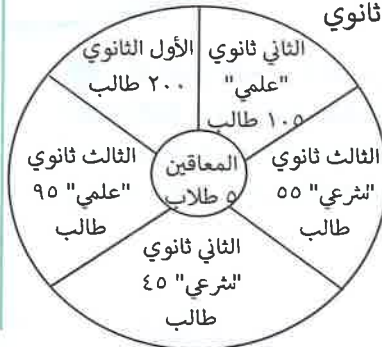 ثانوي
الأول الثانوي
٢٠٠ طالب
الثاني ثانوي
"علمي"
١٠٥ طالب
الثالث ثانوي
"شرعي" ٥٥
طالب
المعاقين
٥ طلاب
الثالث ثانوي
"علمي" ٩٥
طالب
الثاني ثانوي
"شرعي" ٤٥
طالب